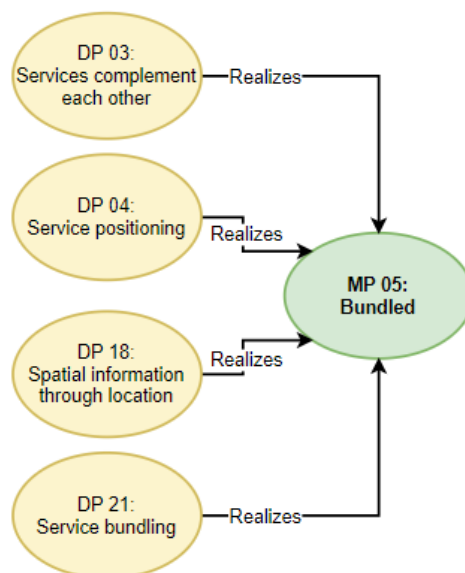 DP 03:
Services complement
each other
Realizes
DP 04:
Service positioning
Realizes
MP 05:
Bundled
DP 18:
Spatial information
through location
Realizes
DP 21:
Service bundling
Realizes